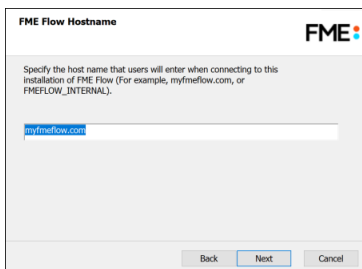 FME Flow Hostname
FME
Specify the host name that users will enter when connecting to this
installation of FME Flow (For example, myfmeflow.com, or
FMEFLOW_INTERNAL).
myfmeflow.com
Back Next Cancel